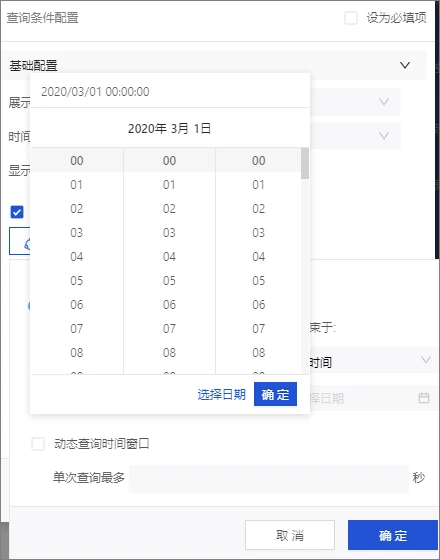 查询条件配置 设为必填项
基础配置
展示
时间
显示
2020/03/01 00:00:00
2020年 3月 1日
00 00 00
01 01 01
02 02 02
03 03 03
04 04 04
05 05 05
06 06 06
07 07 07
08 08 08
选择日期 确 定
束于:
时间
择日期
动态查询时间窗口
单次查询最多 秒
取 消 确 定